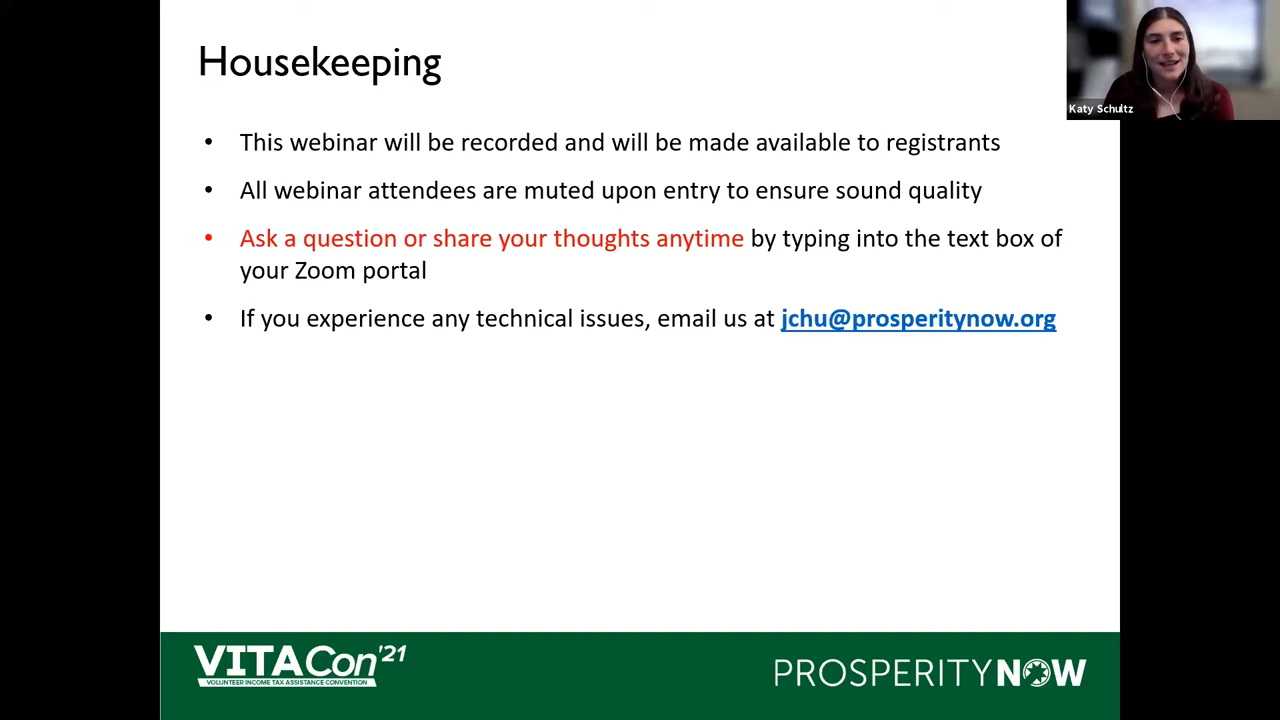 Housekeeping
Katy Schultz
• This webinar will be recorded and will be made available to registrants
• All webinar attendees are muted upon entry to ensure sound quality
• Ask a question or share your thoughts anytime by typing into the text box of
your Zoom portal
• If you experience any technical issues, email us at jchu@prosperitynow.org
VITA Con'21
VOLUNTEER INCOME TAX ASSISTANCE CONVENTION
PROSPERITY NOW